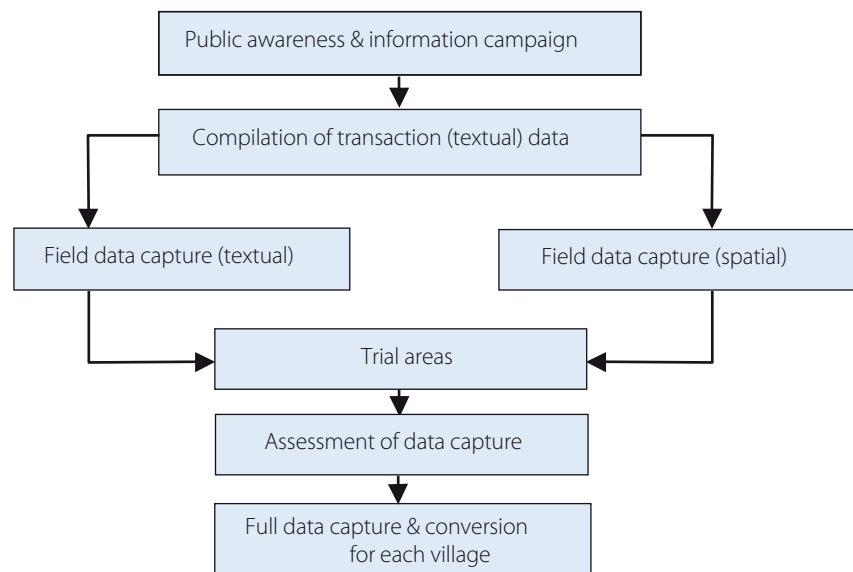 Public awareness & information campaign
Compilation of transaction (textual) data
Field data capture (textual)
Field data capture (spatial)
Trial areas
Assessment of data capture
Full data capture & conversion
for each village